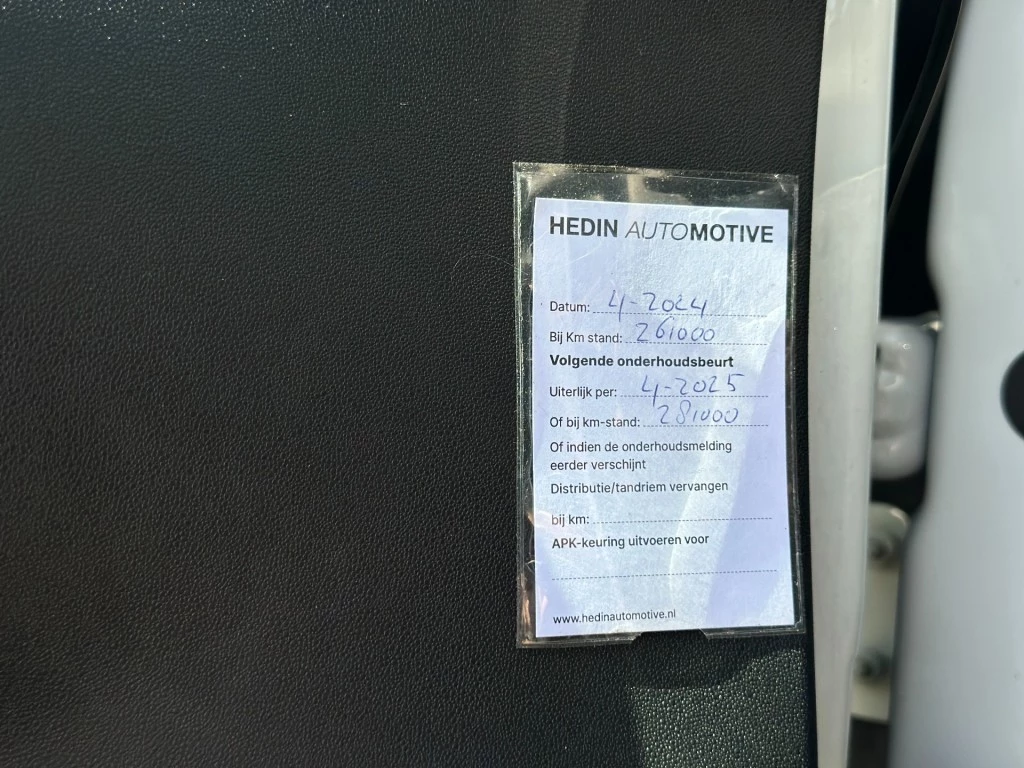 HEDIN AUTOMOTIVE
Datum: 4-2024
Bij Km stand: 261000
Volgende onderhoudsbeurt
Uiterlijk per: 4-2025
Of bij km-stand: 281000
Of indien de onderhoudsmelding
eerder verschijnt
Distributie/tandriem vervangen
bij km:
APK-keuring uitvoeren voor
www.hedinautomotive.nl